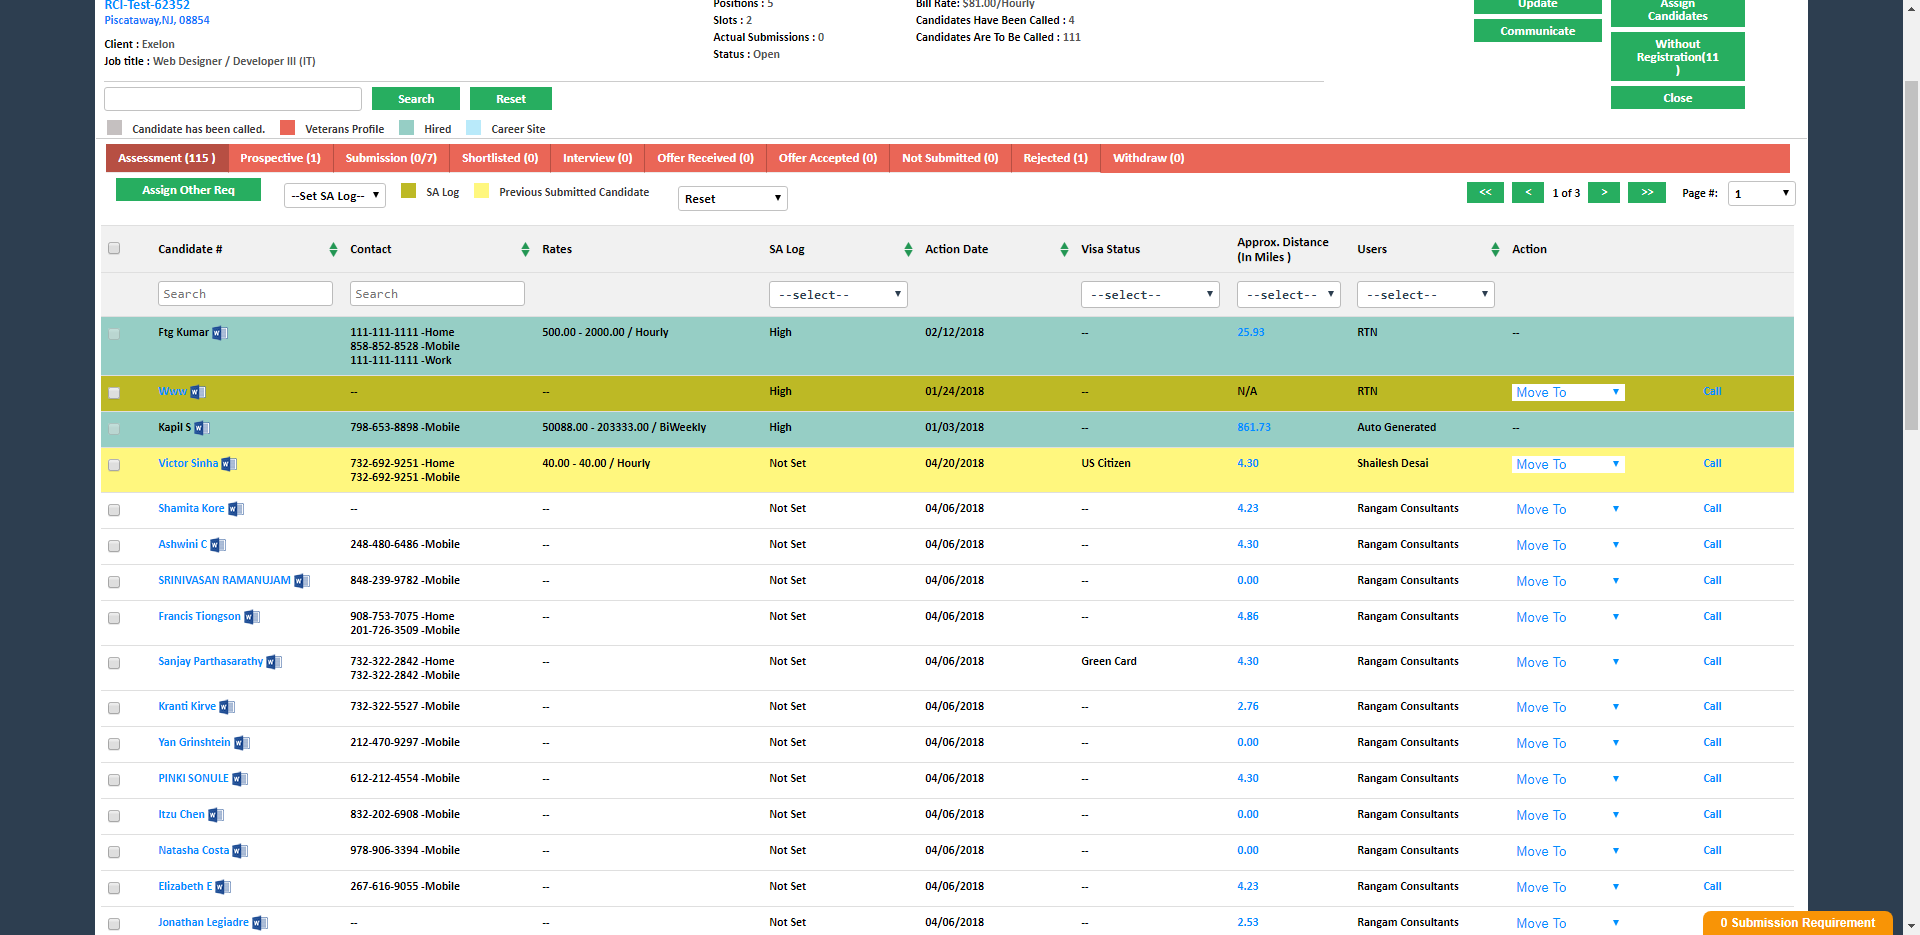 RCI-Test-62352
Piscataway,NJ, 08854
Client : Exelon
Job title : Web Designer / Developer III (IT)
Positions : 5
Slots : 2
Actual Submissions : 0
Status : Open
Bill Rate: $81.00/Hourly
Candidates Have Been Called : 4
Candidates Are To Be Called : 111
Update
Communicate
Assign
Candidates
Without
Registration(11
)
Close
Search
Reset
Candidate has been called.
Veterans Profile
Hired
Career Site
Assessment (115 )
Prospective (1)
Submission (0/7)
Shortlisted (0)
Interview (0)
Offer Received (0)
Offer Accepted (0)
Not Submitted (0)
Rejected (1)
Withdraw (0)
Assign Other Req
--Set SA Log--
SA Log
Previous Submitted Candidate
Reset
<<
<
1 of 3
>
>>
Page #:
1
Candidate #
Contact
Rates
SA Log
Action Date
Visa Status
Approx. Distance
(In Miles )
Users
Action
Search
Search
--select--
--select--
--select--
--select--
Ftg Kumar 111-111-1111 -Home 500.00 - 2000.00 / Hourly High 02/12/2018 -- 25.93 RTN --
858-852-8528 -Mobile
111-111-1111 -Work
Www -- -- High 01/24/2018 -- N/A RTN Move To Call
Kapil S 798-653-8898 -Mobile 50088.00 - 203333.00 / BiWeekly High 01/03/2018 -- 861.73 Auto Generated --
Victor Sinha 732-692-9251 -Home 40.00 - 40.00 / Hourly Not Set 04/20/2018 US Citizen 4.30 Shailesh Desai Move To Call
732-692-9251 -Mobile
Shamita Kore -- -- Not Set 04/06/2018 -- 4.23 Rangam Consultants Move To Call
Ashwini C 248-480-6486 -Mobile -- Not Set 04/06/2018 -- 4.30 Rangam Consultants Move To Call
SRINIVASAN RAMANUJAM 848-239-9782 -Mobile -- Not Set 04/06/2018 -- 0.00 Rangam Consultants Move To Call
Francis Tiongson 908-753-7075 -Home -- Not Set 04/06/2018 -- 4.86 Rangam Consultants Move To Call
201-726-3509 -Mobile
Sanjay Parthasarathy 732-322-2842 -Home -- Not Set 04/06/2018 Green Card 4.30 Rangam Consultants Move To Call
732-322-2842 -Mobile
Kranti Kirve 732-322-5527 -Mobile -- Not Set 04/06/2018 -- 2.76 Rangam Consultants Move To Call
Yan Grinshtein 212-470-9297 -Mobile -- Not Set 04/06/2018 -- 0.00 Rangam Consultants Move To Call
PINKI SONULE 612-212-4554 -Mobile -- Not Set 04/06/2018 -- 4.30 Rangam Consultants Move To Call
Itzu Chen 832-202-6908 -Mobile -- Not Set 04/06/2018 -- 0.00 Rangam Consultants Move To Call
Natasha Costa 978-906-3394 -Mobile -- Not Set 04/06/2018 -- 0.00 Rangam Consultants Move To Call
Elizabeth E 267-616-9055 -Mobile -- Not Set 04/06/2018 -- 4.23 Rangam Consultants Move To Call
Jonathan Legiadre -- -- Not Set 04/06/2018 -- 2.53 Rangam Consultants Move To
0 Submission Requirement